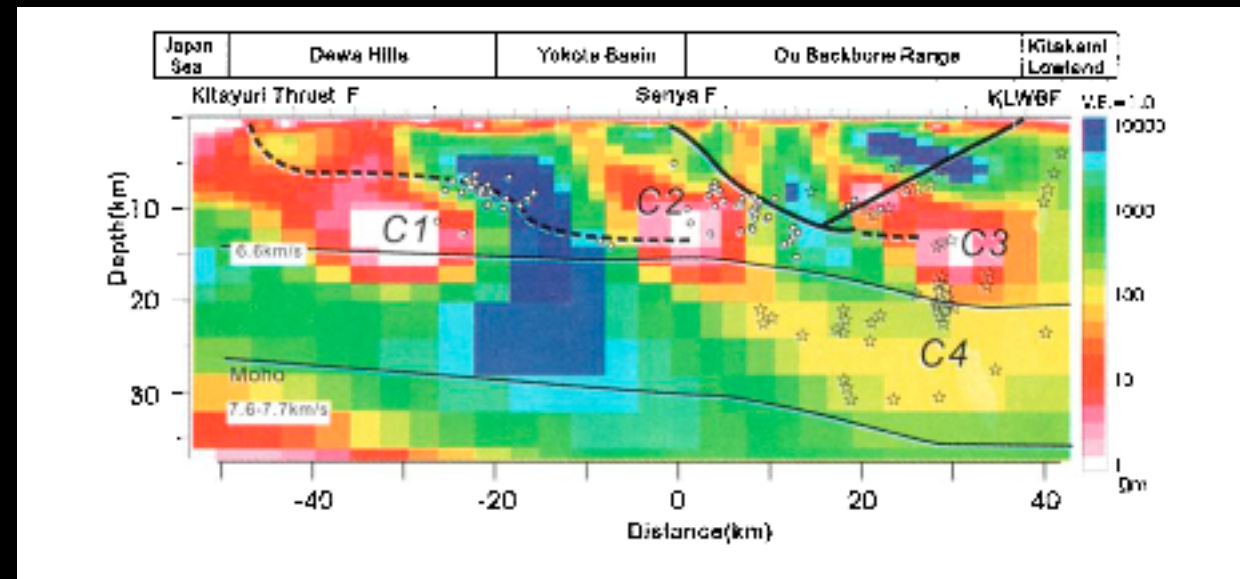 Japan Sea
Dewa Hills
Yokote Basin
Ou Backbone Range
Kitakami Lowland
Kitayuri Thrust F
Senya F
KLWBF
V.E.=1.0
10000
1000
100
10
1
Ωm
Depth(km)
10
20
30
C1
C2
C3
C4
6.6km/s
Moho
7.6-7.7km/s
-40
-20
0
20
40
Distance(km)